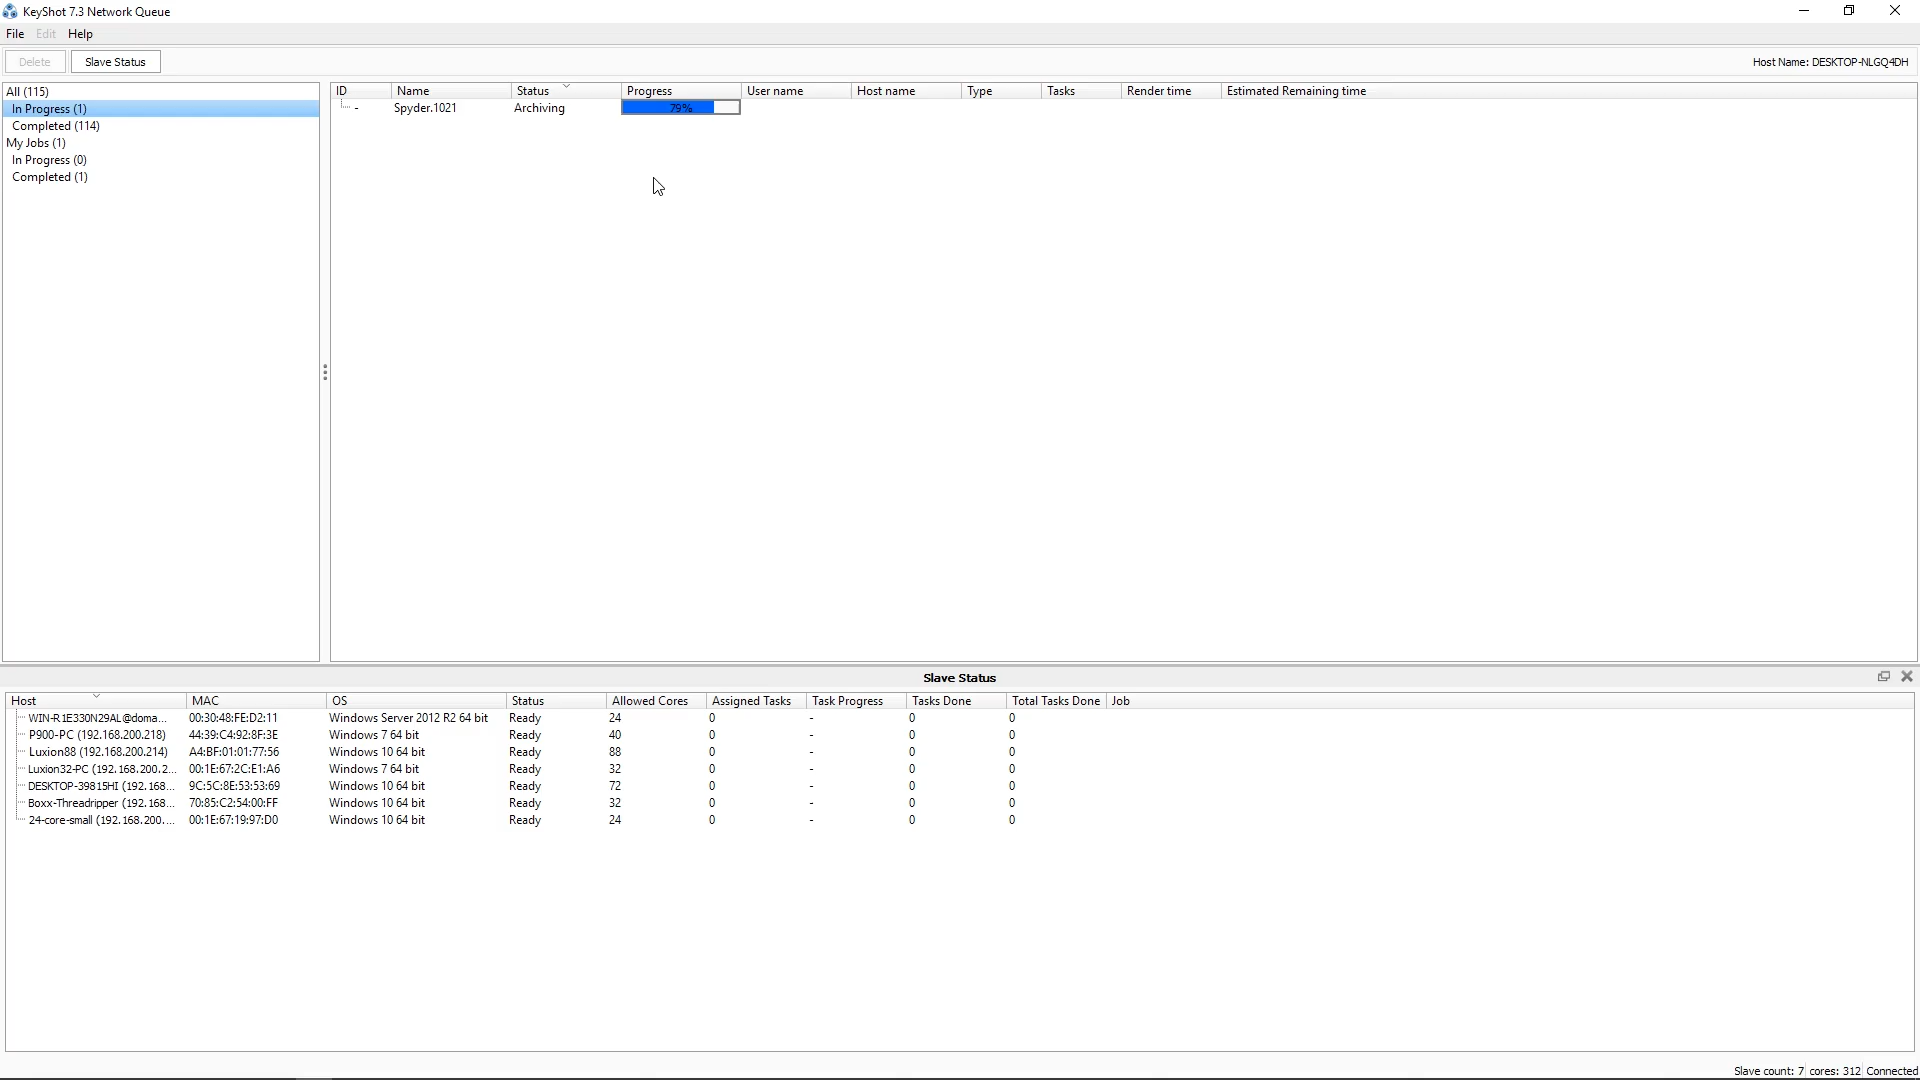 KeyShot 7.3 Network Queue
File Edit Help
Delete Slave Status Host Name: DESKTOP-NLGQ4DH
All (115)
In Progress (1)
Completed (114)
My Jobs (1)
In Progress (0)
Completed (1)
ID Name Status Progress User name Host name Type Tasks Render time Estimated Remaining time
- Spyder.1021 Archiving 79%
Slave Status
Host MAC OS Status Allowed Cores Assigned Tasks Task Progress Tasks Done Total Tasks Done Job
WIN-R1E330N29AL@doma... 00:30:48:FE:D2:11 Windows Server 2012 R2 64 bit Ready 24 0 - 0 0
P900-PC (192.168.200.218) 44:39:C4:92:8F:3E Windows 7 64 bit Ready 40 0 - 0 0
Luxion88 (192.168.200.214) A4:BF:01:01:77:56 Windows 10 64 bit Ready 88 0 - 0 0
Luxion32-PC (192.168.200.2... 00:1E:67:2C:E1:A6 Windows 7 64 bit Ready 32 0 - 0 0
DESKTOP-39815HI (192.168... 9C:5C:8E:53:53:69 Windows 10 64 bit Ready 72 0 - 0 0
Boxx-Threadripper (192.168... 70:85:C2:54:00:FF Windows 10 64 bit Ready 32 0 - 0 0
24-core-small (192.168.200.... 00:1E:67:19:97:D0 Windows 10 64 bit Ready 24 0 - 0 0
Slave count: 7 cores: 312 Connected